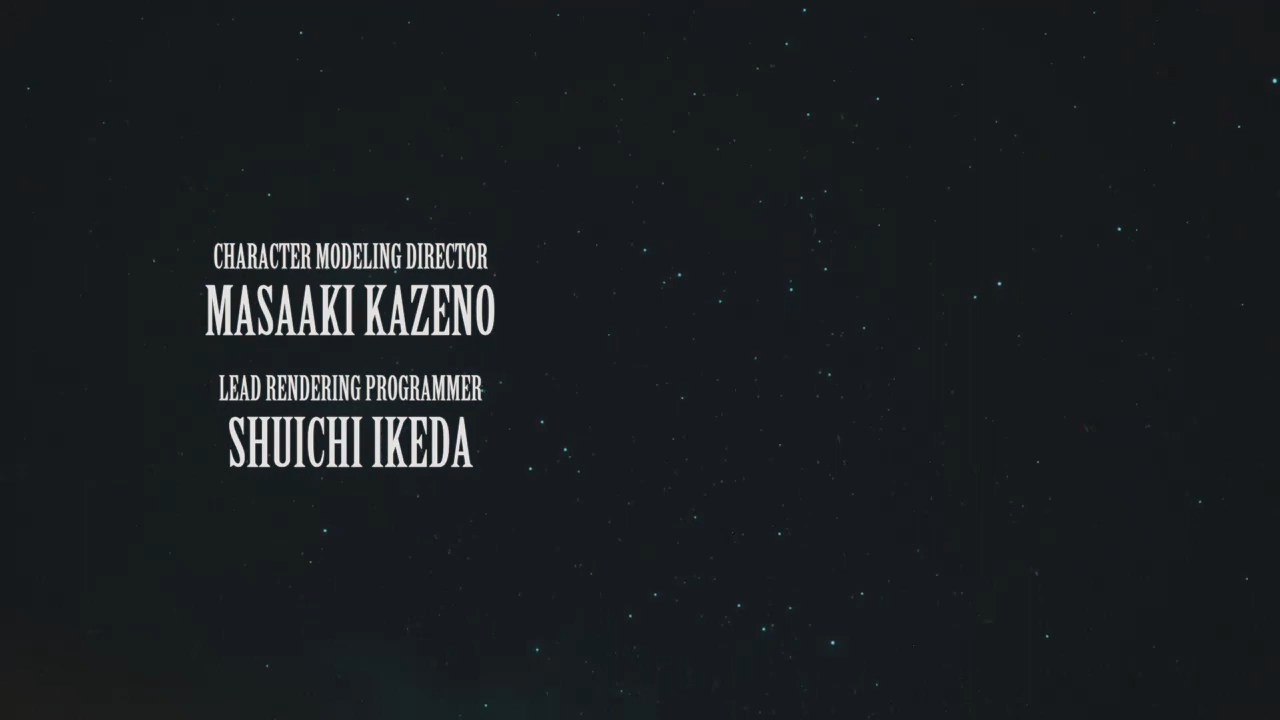 CHARACTER MODELING DIRECTOR
MASAAKI KAZENO
LEAD RENDERING PROGRAMMER
SHUICHI IKEDA